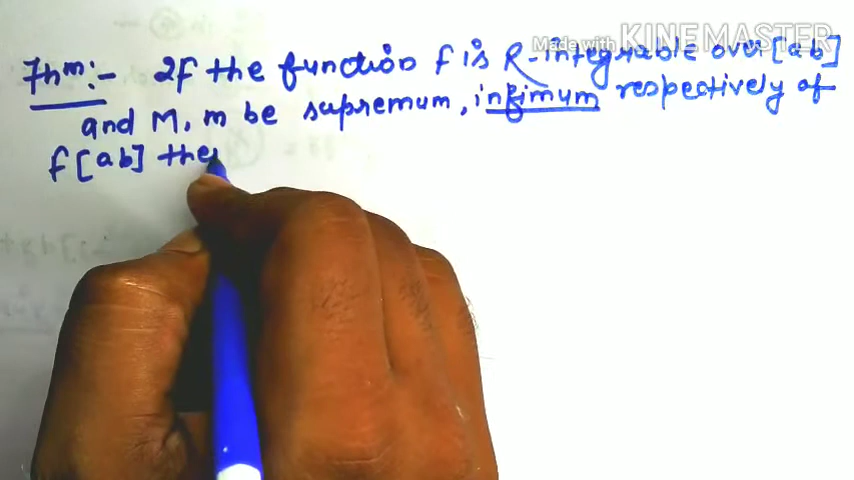 Made with KINEMASTER
Thm:- If the function f is R-integrable over [a b]
and M, m be supremum, infimum respectively of
f [a b] the